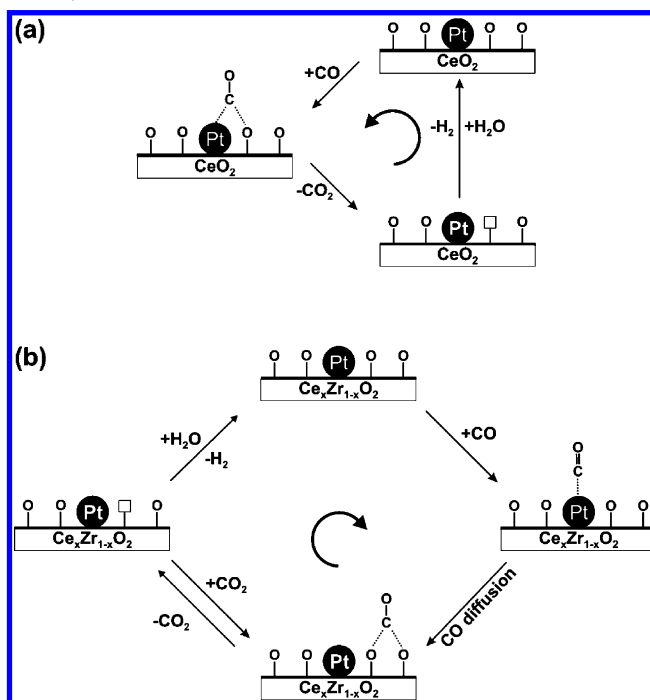 (a)
O O Pt O O
CeO2
+CO
O
C
O O Pt O O
CeO2
-H2 +H2O
-CO2
O O Pt O
CeO2
(b)
O O Pt O O
CexZr1-xO2
+H2O
-H2
+CO
O
C
O O Pt O O
CexZr1-xO2
O O Pt O
CexZr1-xO2
+CO2
-CO2
CO diffusion
O
C
O O Pt O O
CexZr1-xO2